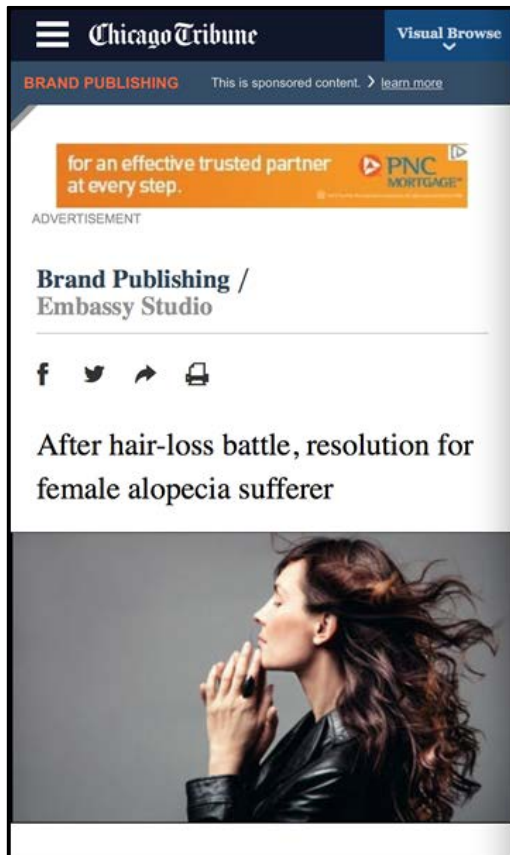 Chicago Tribune
Visual Browse
BRAND PUBLISHING This is sponsored content. > learn more
for an effective trusted partner
at every step.
PNC
MORTGAGE
ADVERTISEMENT
Brand Publishing /
Embassy Studio
After hair-loss battle, resolution for
female alopecia sufferer